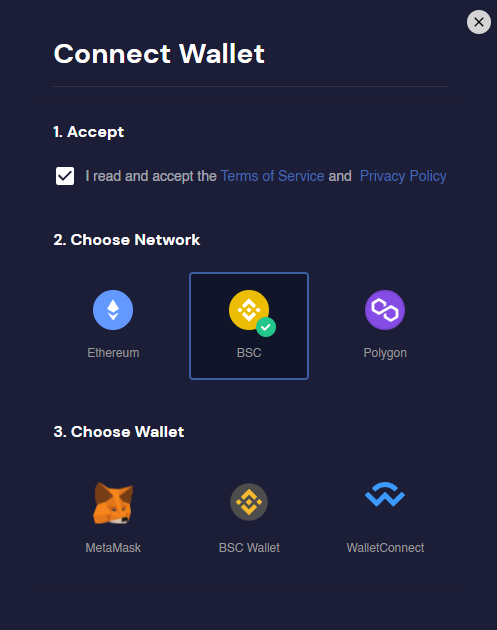 Connect Wallet
1. Accept
I read and accept the Terms of Service and Privacy Policy
2. Choose Network
Ethereum
BSC
Polygon
3. Choose Wallet
MetaMask
BSC Wallet
WalletConnect